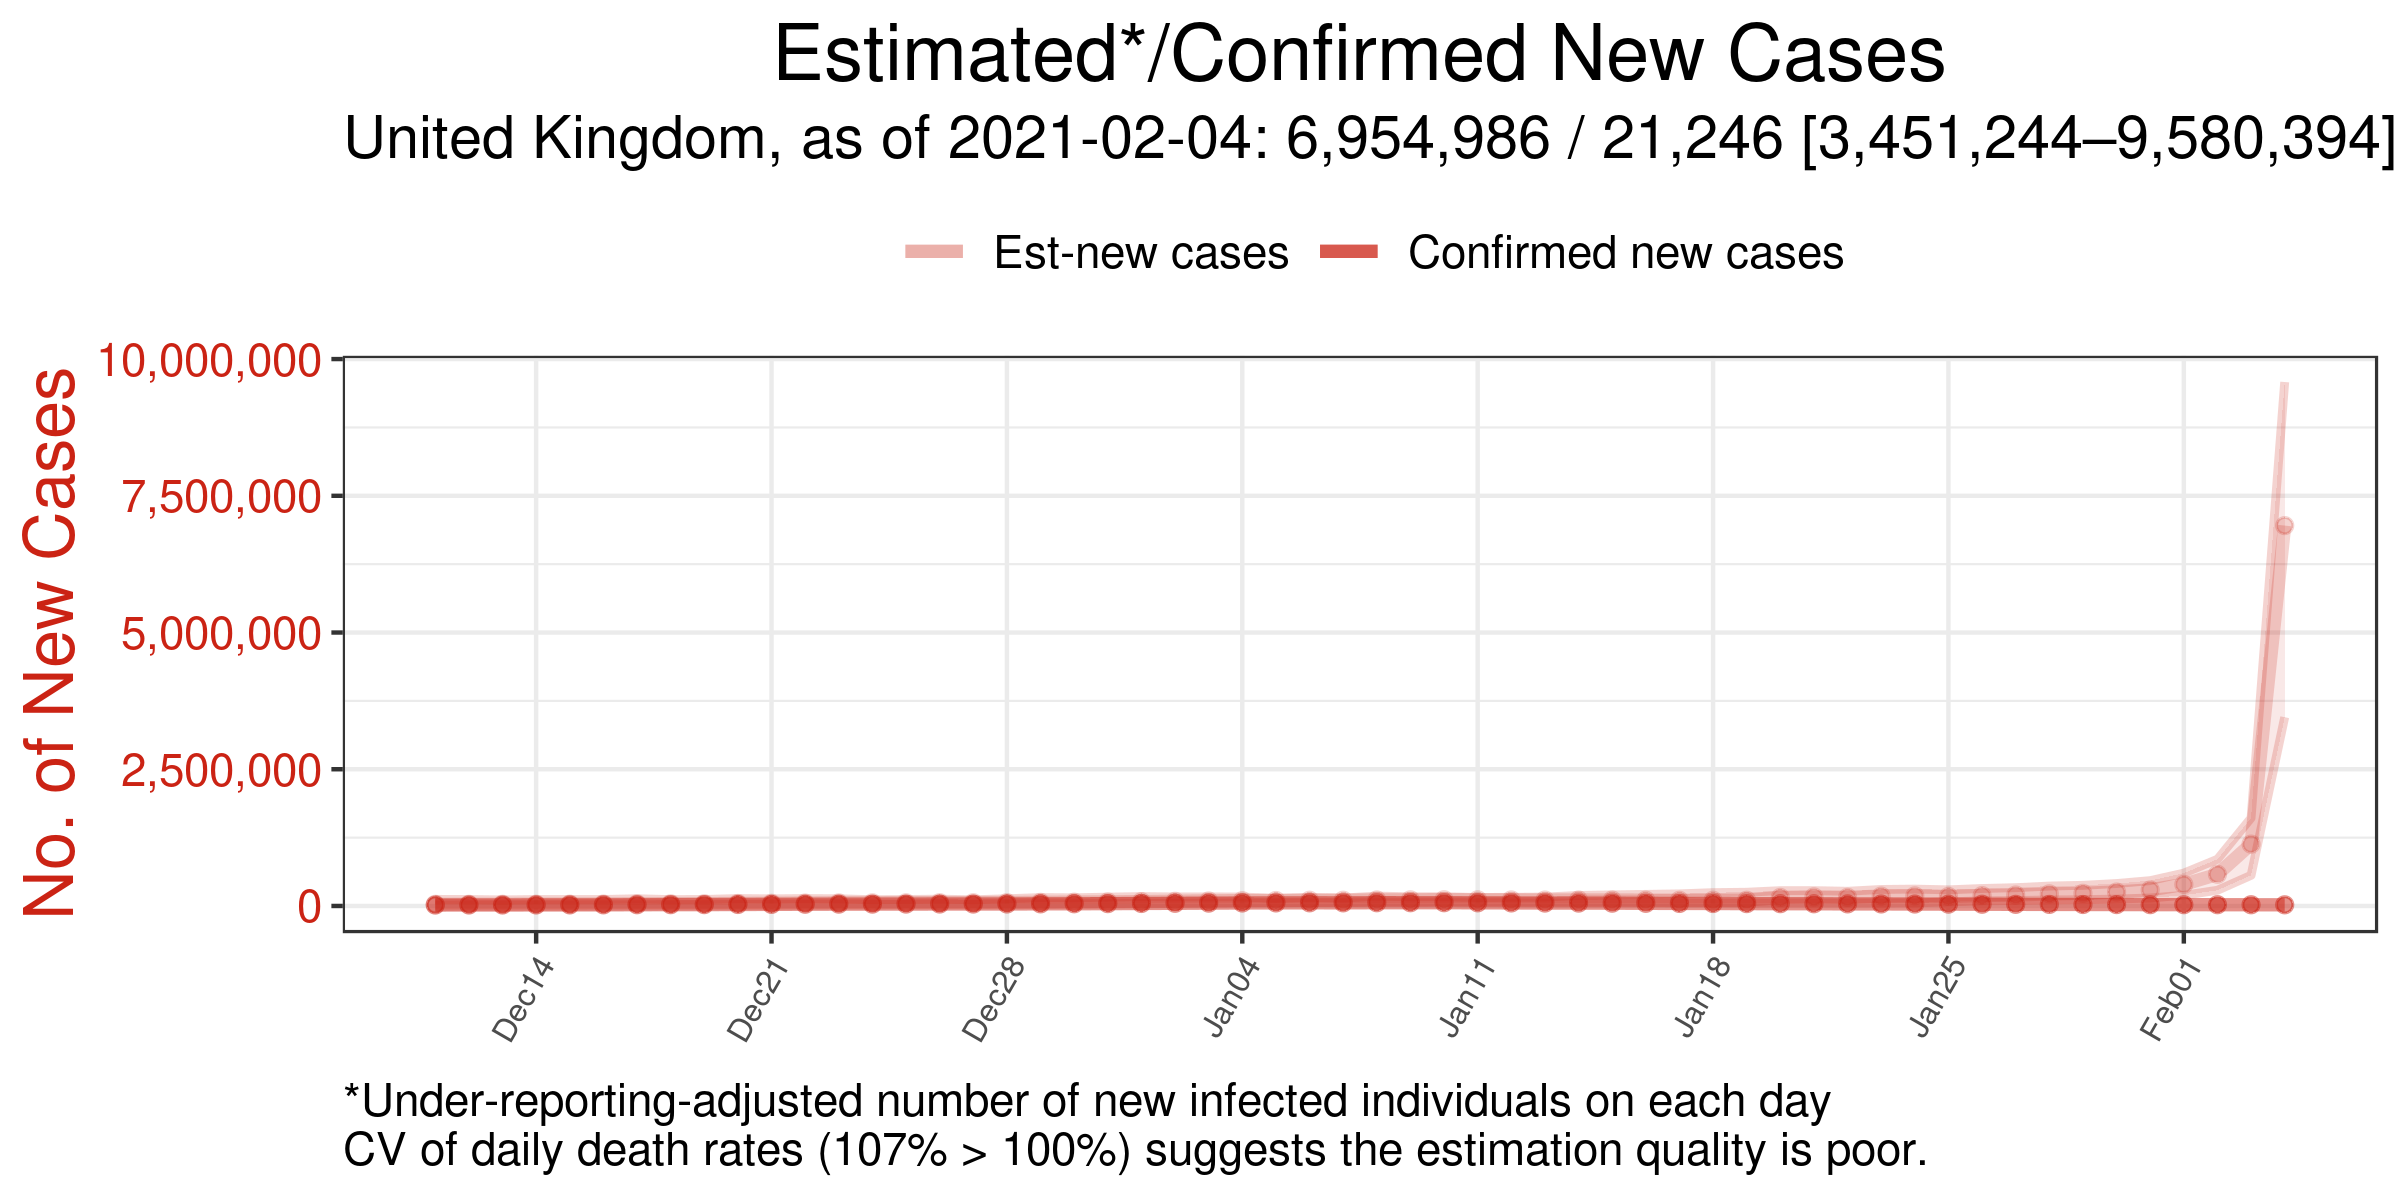 Estimated*/Confirmed New Cases
United Kingdom, as of 2021-02-04: 6,954,986 / 21,246 [3,451,244–9,580,394]
Est-new cases
Confirmed new cases
No. of New Cases
10,000,000
7,500,000
5,000,000
2,500,000
0
Dec14
Dec21
Dec28
Jan04
Jan11
Jan18
Jan25
Feb01
*Under-reporting-adjusted number of new infected individuals on each day
CV of daily death rates (107% > 100%) suggests the estimation quality is poor.